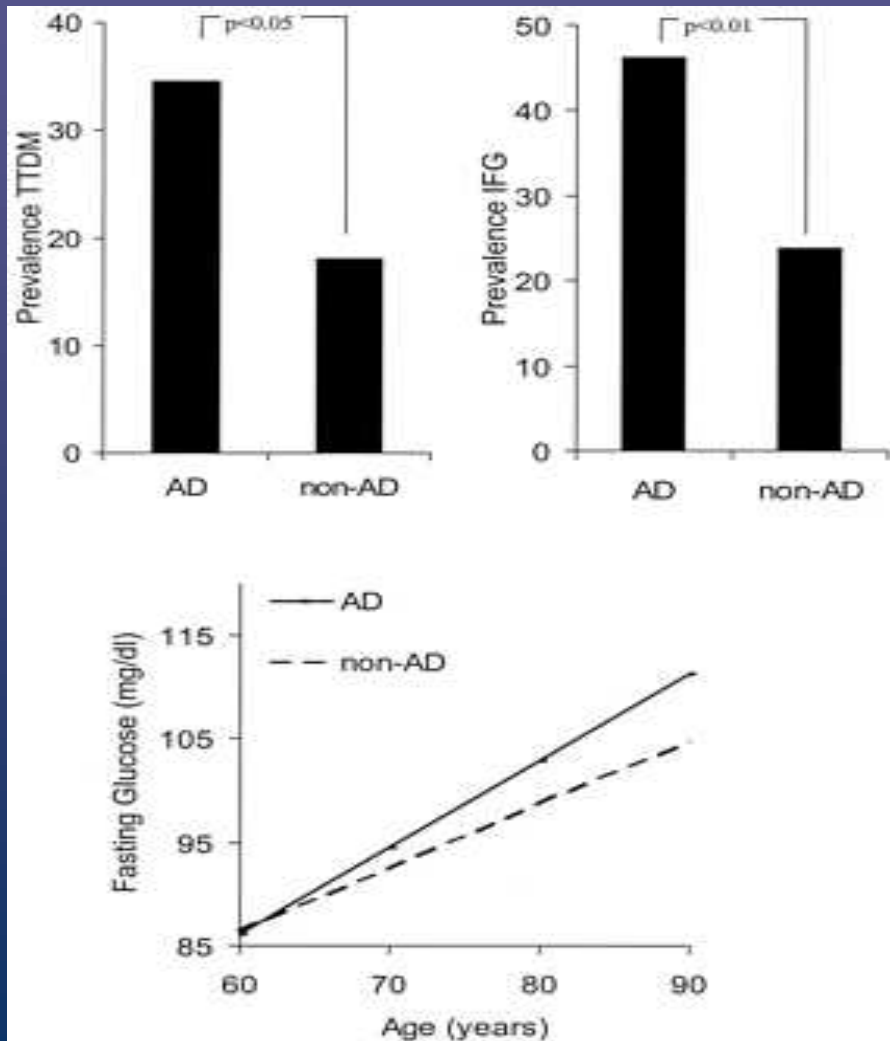 Prevalence TTDM
40
30
20
10
0
p<0.05
AD non-AD
Prevalence IFG
50
40
30
20
10
0
p<0.01
AD non-AD
Fasting Glucose (mg/dl)
115
105
95
85
AD
non-AD
60 70 80 90
Age (years)